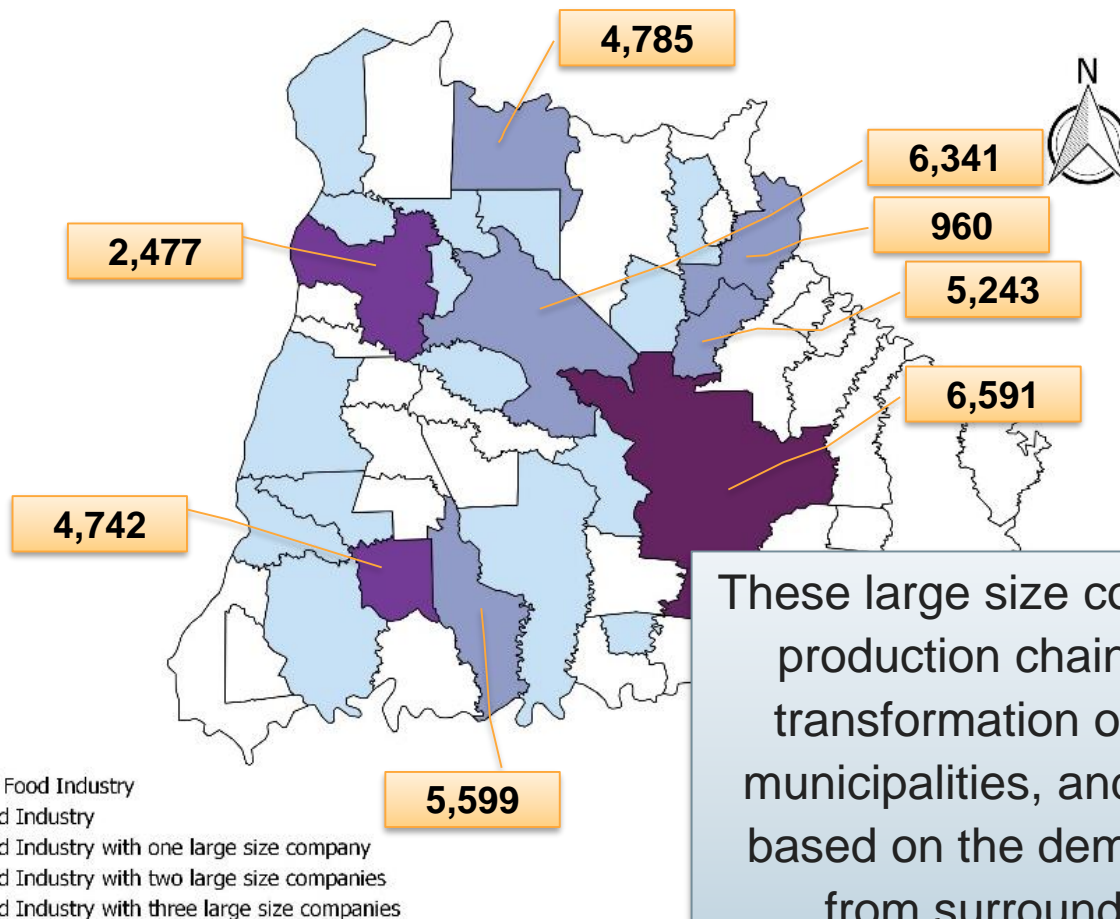 4,785
N
6,341
960
2,477
5,243
6,591
4,742
5,599
Food Industry
Industry
Industry with one large size company
Industry with two large size companies
Industry with three large size companies
These large size
production chain
transformation
municipalities, and
based on the
from